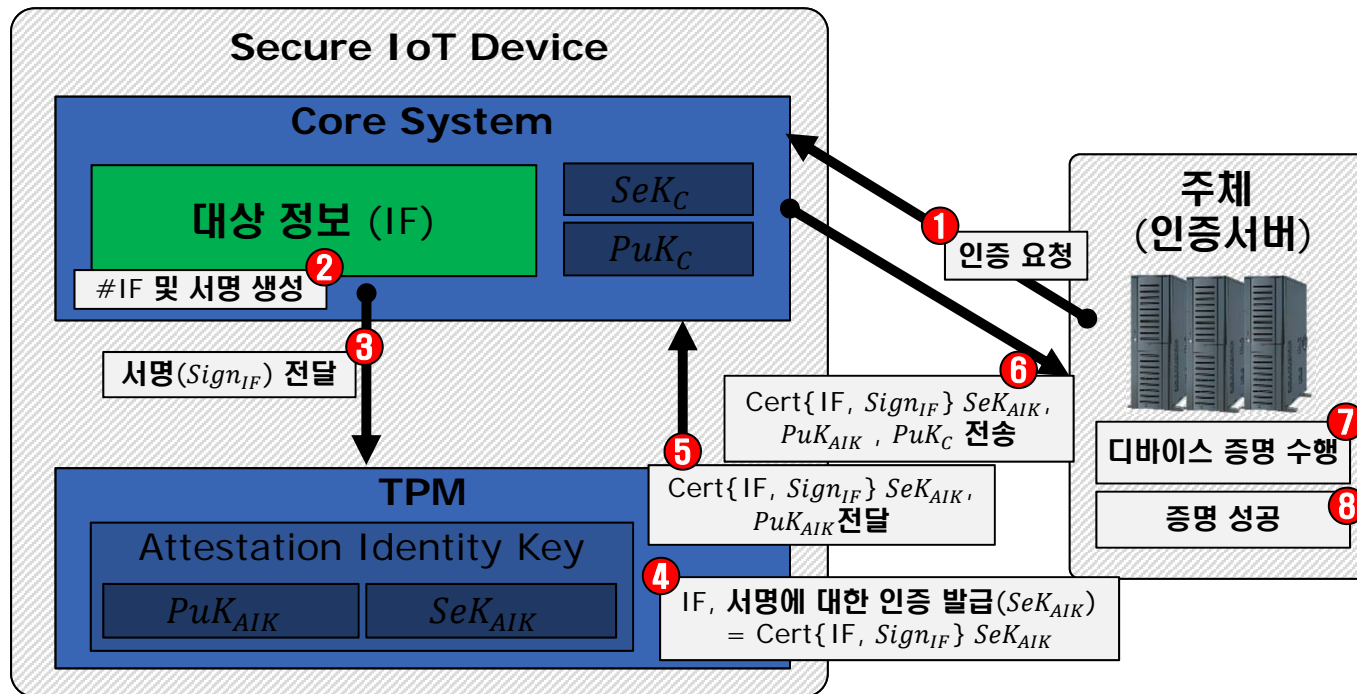 Secure IoT Device
Core System
대상 정보 (IF)
SeK_C
PuK_C
2
#IF 및 서명 생성
3
서명(Sign_IF) 전달
1
인증 요청
주체
(인증서버)
6
Cert{IF, Sign_IF} SeK_AIK,
PuK_AIK , PuK_C 전송
5
Cert{IF, Sign_IF} SeK_AIK,
PuK_AIK전달
7
디바이스 증명 수행
8
증명 성공
TPM
Attestation Identity Key
PuK_AIK
SeK_AIK
4
IF, 서명에 대한 인증 발급(SeK_AIK)
= Cert{IF, Sign_IF} SeK_AIK